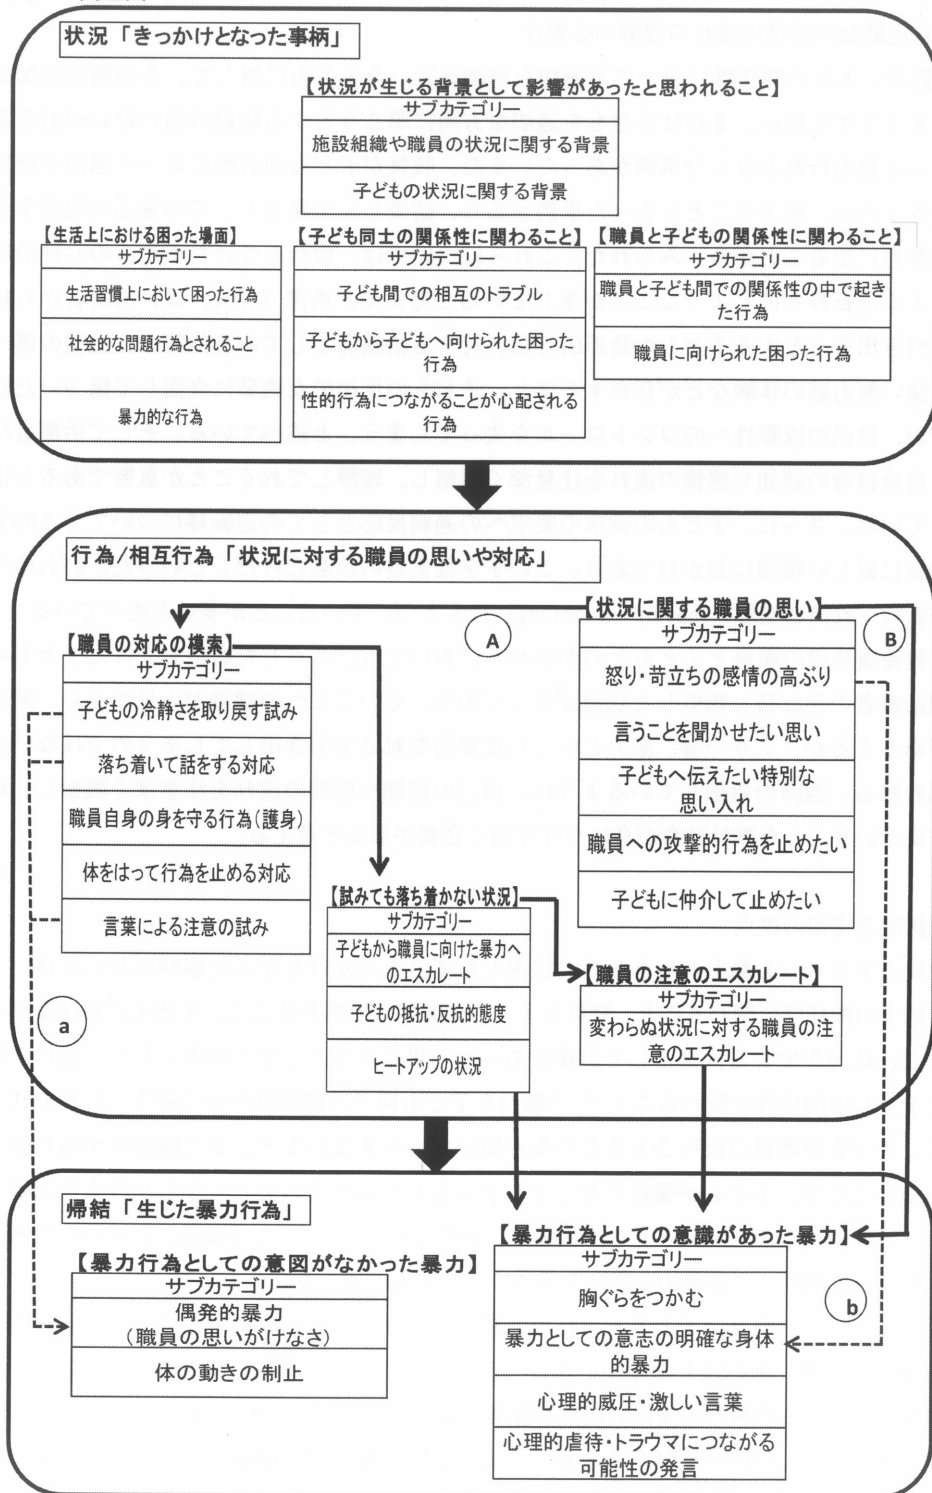 状況「きっかけとなった事柄」
【状況が生じる背景として影響があったと思われること】
サブカテゴリー
施設組織や職員の状況に関する背景
子どもの状況に関する背景
【生活上における困った場面】
サブカテゴリー
生活習慣上において困った行為
社会的な問題行為とされること
暴力的な行為
【子ども同士の関係性に関わること】
サブカテゴリー
子ども間での相互のトラブル
子どもから子どもへ向けられた困った
行為
性的行為につながることが心配される
行為
【職員と子どもの関係性に関わること】
サブカテゴリー
職員と子ども間での関係性の中で起き
た行為
職員に向けられた困った行為
行為/相互行為「状況に対する職員の思いや対応」
【職員の対応の模索】
サブカテゴリー
子どもの冷静さを取り戻す試み
落ち着いて話をする対応
職員自身の身を守る行為(護身)
体をはって行為を止める対応
言葉による注意の試み
A
【状況に関する職員の思い】
サブカテゴリー
怒り・苛立ちの感情の高ぶり
言うことを聞かせたい思い
子どもへ伝えたい特別な
思い入れ
職員への攻撃的行為を止めたい
子どもに仲介して止めたい
B
【試みても落ち着かない状況】
サブカテゴリー
子どもから職員に向けた暴力へ
のエスカレート
子どもの抵抗・反抗的態度
ヒートアップの状況
【職員の注意のエスカレート】
サブカテゴリー
変わらぬ状況に対する職員の注
意のエスカレート
a
帰結「生じた暴力行為」
【暴力行為としての意図がなかった暴力】
サブカテゴリー
偶発的暴力
(職員の思いがけなさ)
体の動きの制止
【暴力行為としての意識があった暴力】
サブカテゴリー
胸ぐらをつかむ
暴力としての意志の明確な身体
的暴力
心理的威圧・激しい言葉
心理的虐待・トラウマにつながる
可能性の発言
b